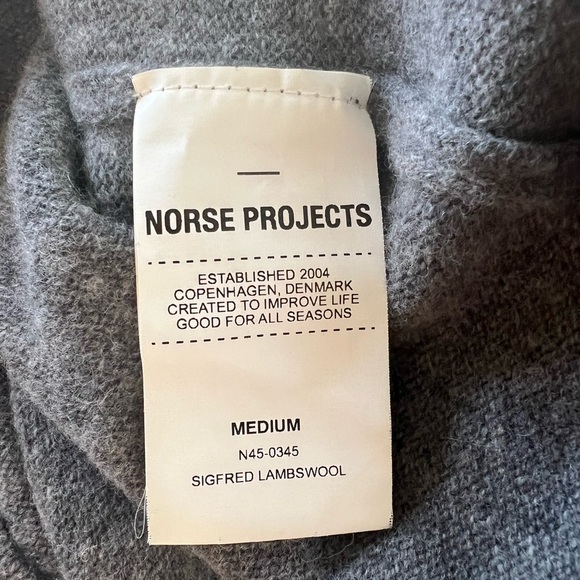 NORSE PROJECTS
ESTABLISHED 2004
COPENHAGEN, DENMARK
CREATED TO IMPROVE LIFE
GOOD FOR ALL SEASONS
MEDIUM
N45-0345
SIGFRED LAMBSWOOL